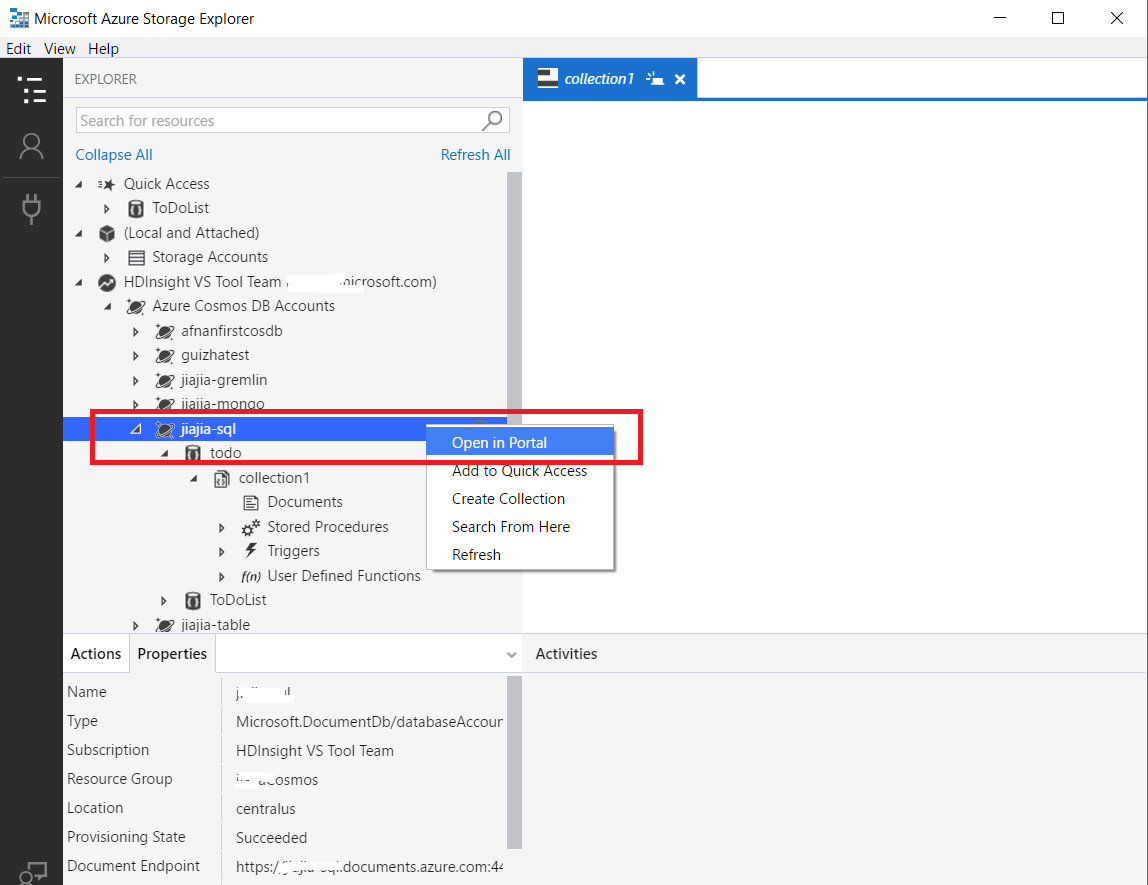 Microsoft Azure Storage Explorer
Edit View Help
EXPLORER
Search for resources
Collapse All Refresh All
Quick Access
ToDoList
(Local and Attached)
Storage Accounts
HDInsight VS Tool Team microsoft.com)
Azure Cosmos DB Accounts
afnanfirstcosdb
guizhatest
jiajia-gremlin
jiajia-mongo
jiajia-sql
todo
collection1
Documents
Stored Procedures
Triggers
f(n) User Defined Functions
ToDoList
jiajia-table
Open in Portal
Add to Quick Access
Create Collection
Search From Here
Refresh
collection1
Actions Properties
Name
Type Microsoft.DocumentDb/databaseAccoun
Subscription HDInsight VS Tool Team
Resource Group Cosmos
Location centralus
Provisioning State Succeeded
Document Endpoint https://jiajia-sql.documents.azure.com:44
Activities